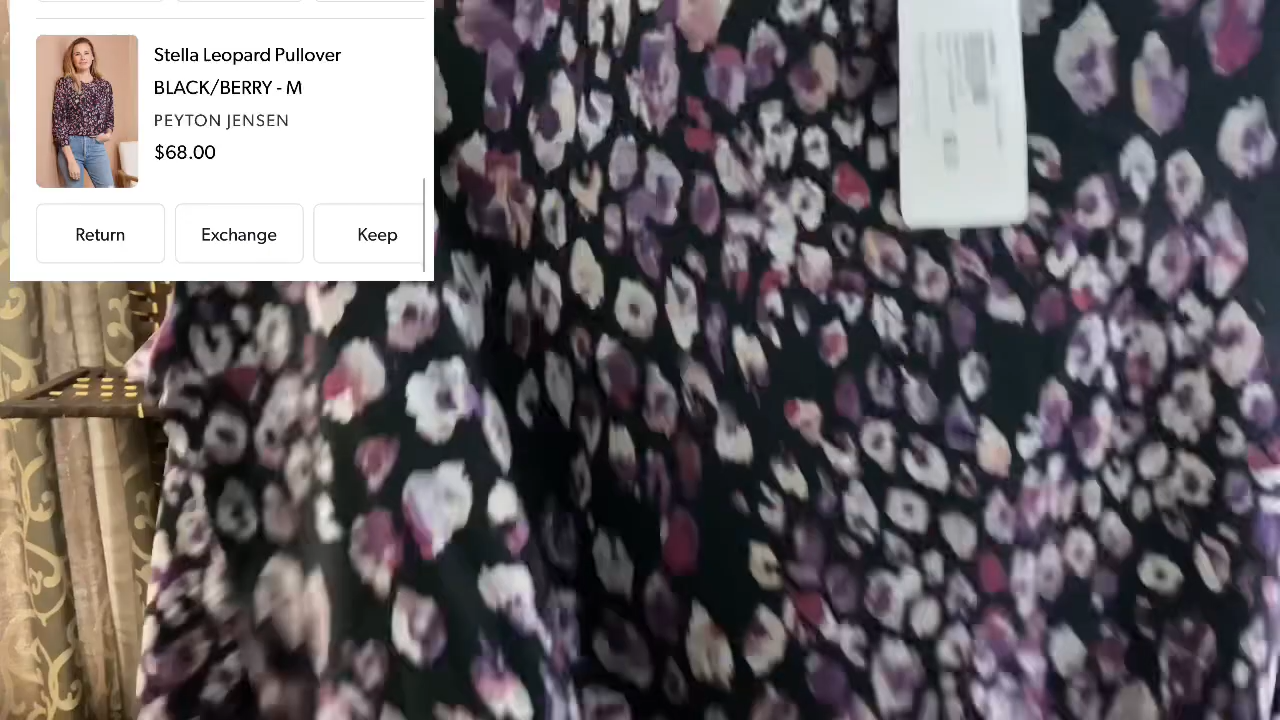 Stella Leopard Pullover
BLACK/BERRY - M
PEYTON JENSEN
$68.00
Return
Exchange
Keep